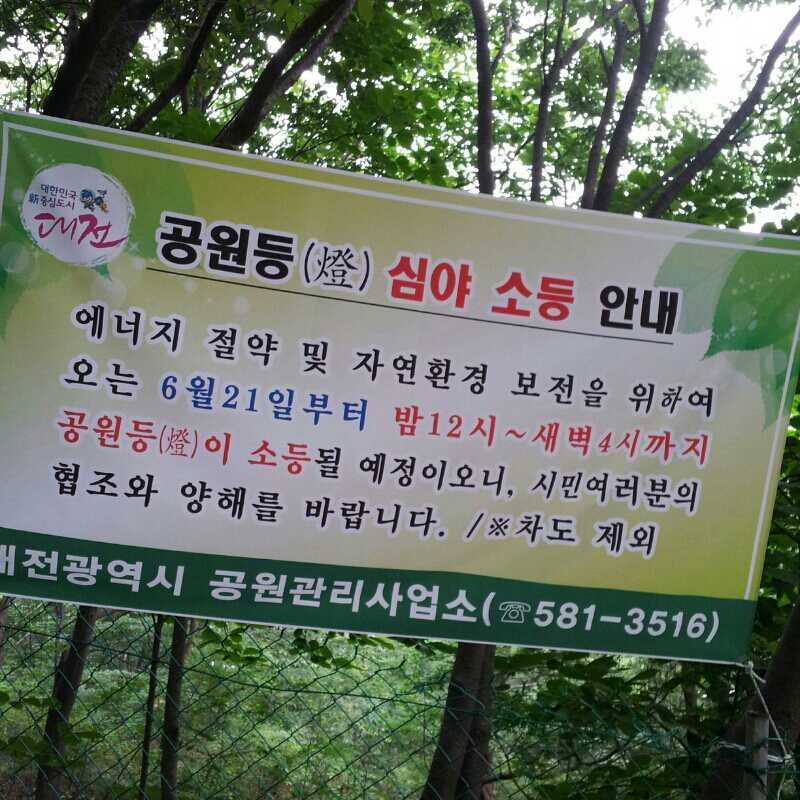 대한민국
新중심도시
대전
공원등(燈) 심야 소등 안내
에너지 절약 및 자연환경 보전을 위하여
오는 6월21일부터 밤12시~새벽4시까지
공원등(燈)이 소등될 예정이오니, 시민여러분의
협조와 양해를 바랍니다. /※차도 제외
대전광역시 공원관리사업소(☏581-3516)